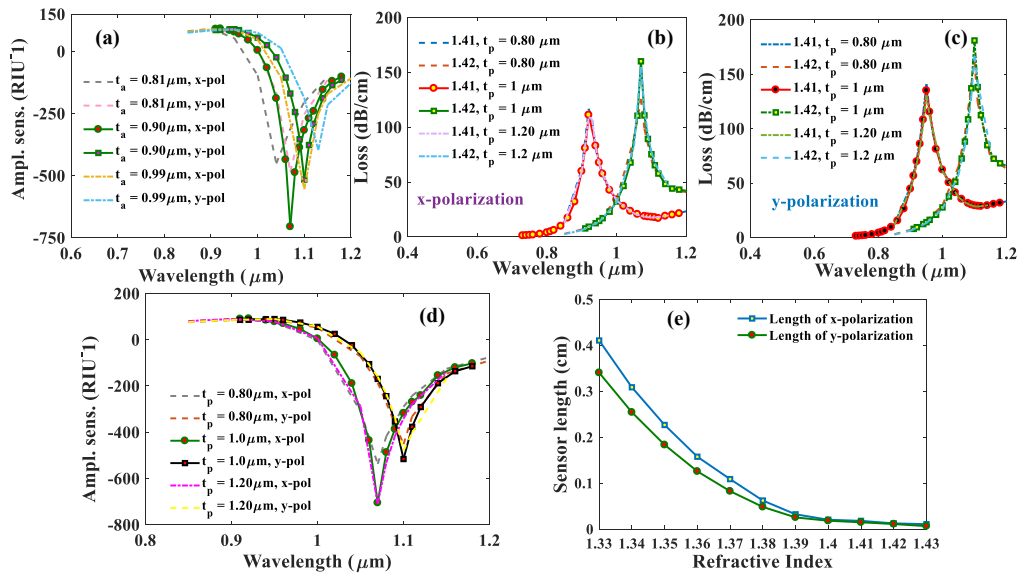 (a)
Ampl. sens. (RIU⁻1)
150
0
-250
-500
-750
t_a = 0.81μm, x-pol
t_a = 0.81μm, y-pol
t_a = 0.90μm, x-pol
t_a = 0.90μm, y-pol
t_a = 0.99μm, x-pol
t_a = 0.99μm, y-pol
0.6 0.7 0.8 0.9 1 1.1 1.2
Wavelength ( μm)
(b)
Loss (dB/cm)
200
150
100
50
0
1.41, t_p = 0.80 μm
1.42, t_p = 0.80 μm
1.41, t_p = 1 μm
1.42, t_p = 1 μm
1.41, t_p = 1.20 μm
1.42, t_p = 1.2 μm
x-polarization
0.4 0.6 0.8 1 1.2
Wavelength ( μm)
(c)
Loss (dB/cm)
200
150
100
50
0
1.41, t_p = 0.80 μm
1.42, t_p = 0.80 μm
1.41, t_p = 1 μm
1.42, t_p = 1 μm
1.41, t_p = 1.20 μm
1.42, t_p = 1.2 μm
y-polarization
0.4 0.6 0.8 1 1.2
Wavelength ( μm)
(d)
Ampl. sens. (RIU⁻1)
200
0
-200
-400
-600
-800
t_p = 0.80μm, x-pol
t_p = 0.80μm, y-pol
t_p = 1.0μm, x-pol
t_p = 1.0μm, y-pol
t_p = 1.20μm, x-pol
t_p = 1.20μm, y-pol
0.8 0.9 1 1.1 1.2
Wavelength ( μm)
(e)
Sensor length (cm)
0.5
0.4
0.3
0.2
0.1
0
Length of x-polarization
Length of y-polarization
1.33 1.34 1.35 1.36 1.37 1.38 1.39 1.4 1.41 1.42 1.43
Refractive Index